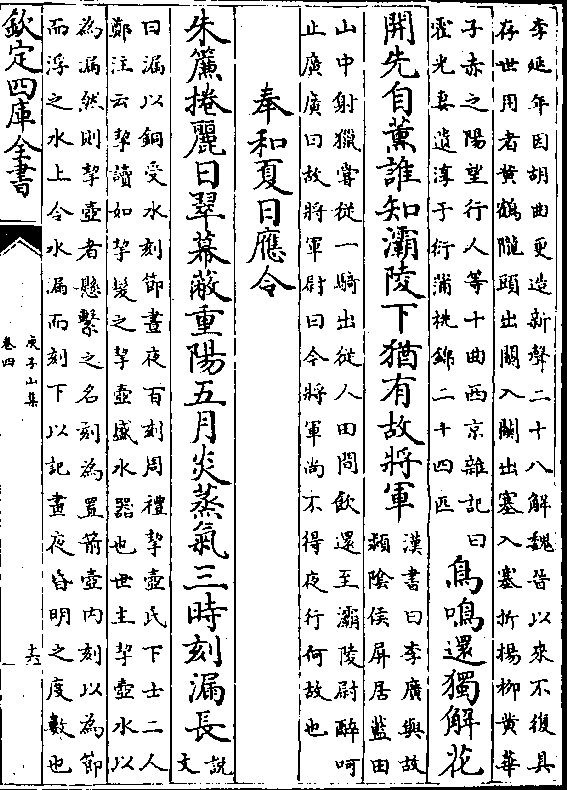 李延年因胡曲更造新聲二十八解魏晉以來不復具
存世用者黄鶴隴頭出關入關出塞入塞折楊柳黄華
子赤之陽望行人等十曲西京雜記曰
霍光妻遺淳于衍蒲桃錦二十四匹
鳥鳴還獨解花
開先自薰誰知灞陵下猶有故將軍
漢書曰李廣與故
潁陰侯屏居藍田
山中射獵嘗從一騎出從人田間飲還至灞陵尉醉呵
止廣廣曰故將軍尉曰今將軍尚不得夜行何故也
奉和夏日應令
朱簾捲麗日翠幕蔽重陽五月炎蒸氣三時刻漏長
說
文
曰漏以銅受水刻節晝夜百刻周禮挈壺氏下士二人
鄭注云挈讀如挈髮之挈壺盛水器也世主挈壺水以
為漏然則挈壺者懸繫之名刻為置箭壺内刻以為節
而浮之水上令水漏而刻下以記晝夜昏明之度數也
欽定四庫全書
庾子山集
卷四